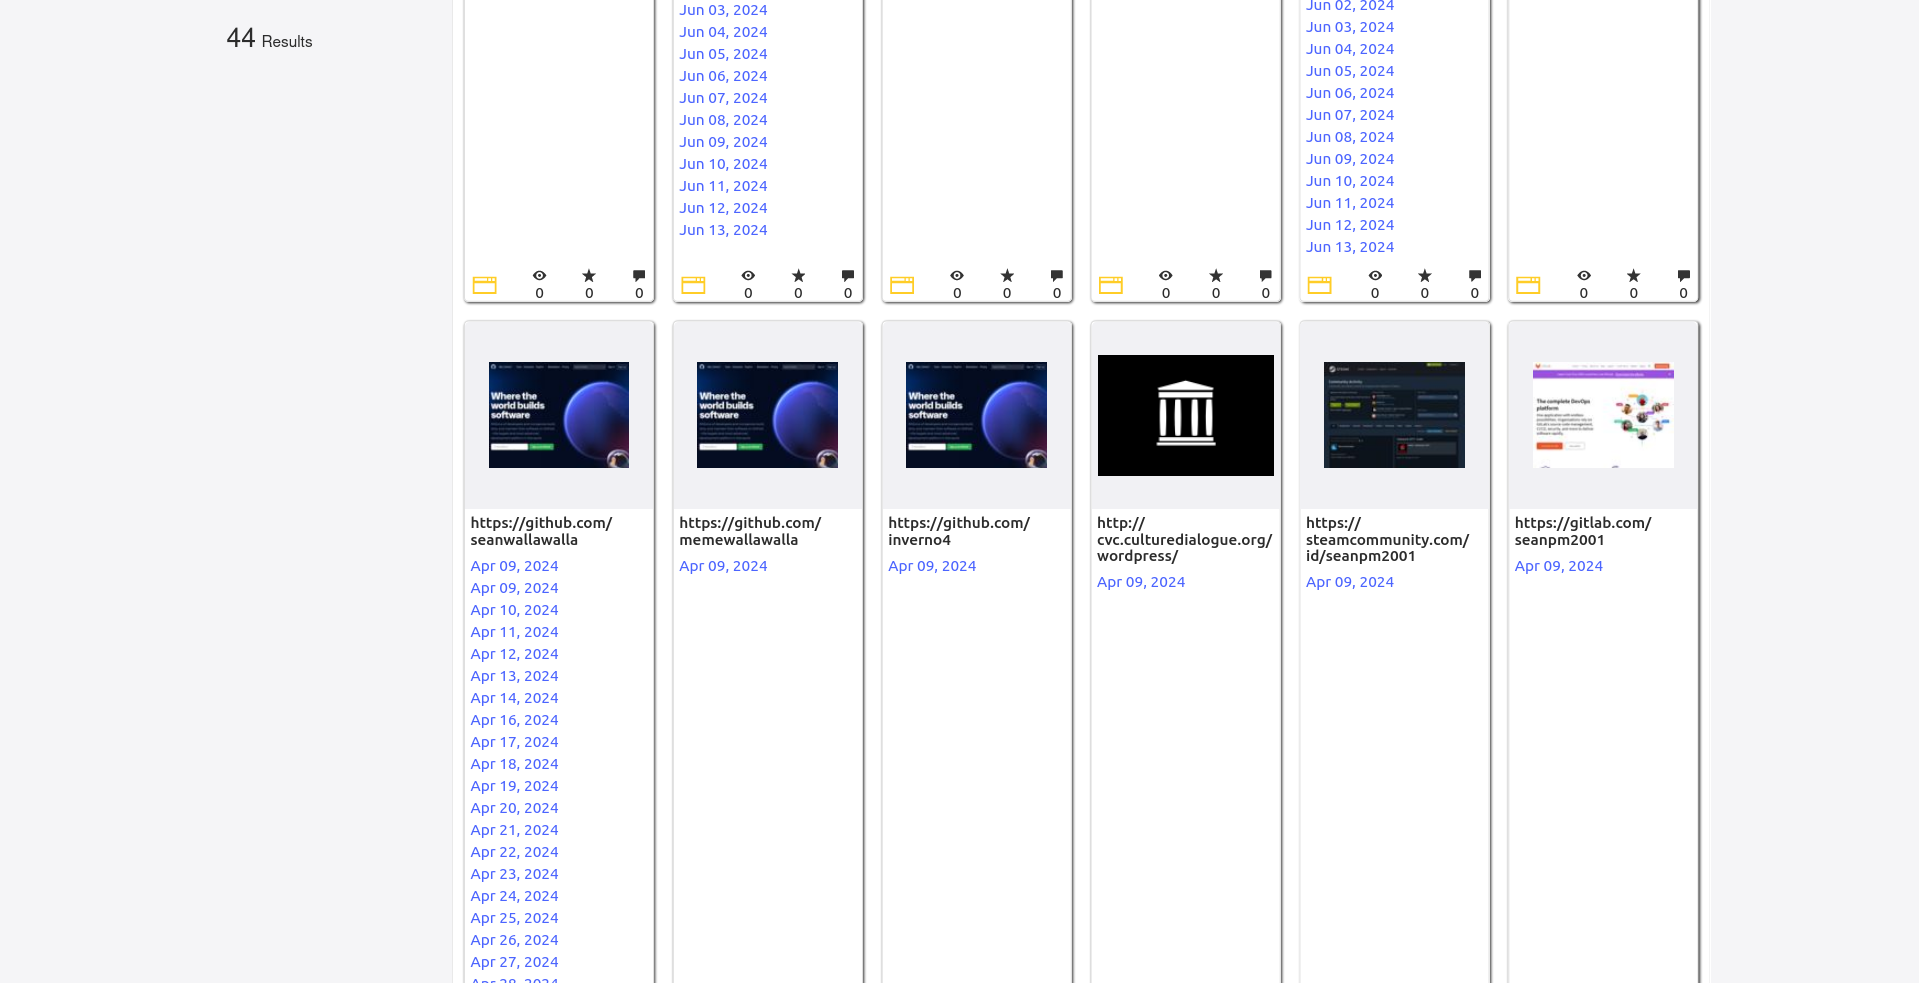 44 Results
Jun 03, 2024
Jun 04, 2024
Jun 05, 2024
Jun 06, 2024
Jun 07, 2024
Jun 08, 2024
Jun 09, 2024
Jun 10, 2024
Jun 11, 2024
Jun 12, 2024
Jun 13, 2024
Jun 02, 2024
Jun 03, 2024
Jun 04, 2024
Jun 05, 2024
Jun 06, 2024
Jun 07, 2024
Jun 08, 2024
Jun 09, 2024
Jun 10, 2024
Jun 11, 2024
Jun 12, 2024
Jun 13, 2024
0 0 0
0 0 0
0 0 0
0 0 0
0 0 0
0 0 0
Where the
world builds
software
https://github.com/
seanwallawalla
Apr 09, 2024
Apr 09, 2024
Apr 10, 2024
Apr 11, 2024
Apr 12, 2024
Apr 13, 2024
Apr 14, 2024
Apr 16, 2024
Apr 17, 2024
Apr 18, 2024
Apr 19, 2024
Apr 20, 2024
Apr 21, 2024
Apr 22, 2024
Apr 23, 2024
Apr 24, 2024
Apr 25, 2024
Apr 26, 2024
Apr 27, 2024
Apr 28, 2024
Where the
world builds
software
https://github.com/
memewallawalla
Apr 09, 2024
Where the
world builds
software
https://github.com/
inverno4
Apr 09, 2024
http://
cvc.culturedialogue.org/
wordpress/
Apr 09, 2024
https://
steamcommunity.com/
id/seanpm2001
Apr 09, 2024
The complete DevOps
platform
https://gitlab.com/
seanpm2001
Apr 09, 2024